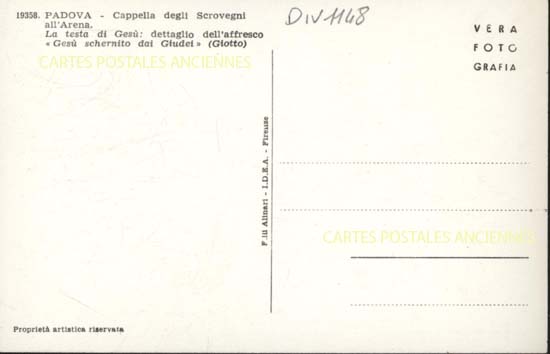 19358. PADOVA - Cappella degli Scrovegni
all'Arena.
La testa di Gesù: dettaglio dell'affresco
« Gesù schernito dai Giudei » (Giotto)
CARTES POSTALES ANCIENNES
DIV1148
VERA
FOTO
GRAFIA
F.lli Alinari - I.D.E.A. - Firenze
CARTES POSTALES ANCIENNES
Proprietà artistica riservata